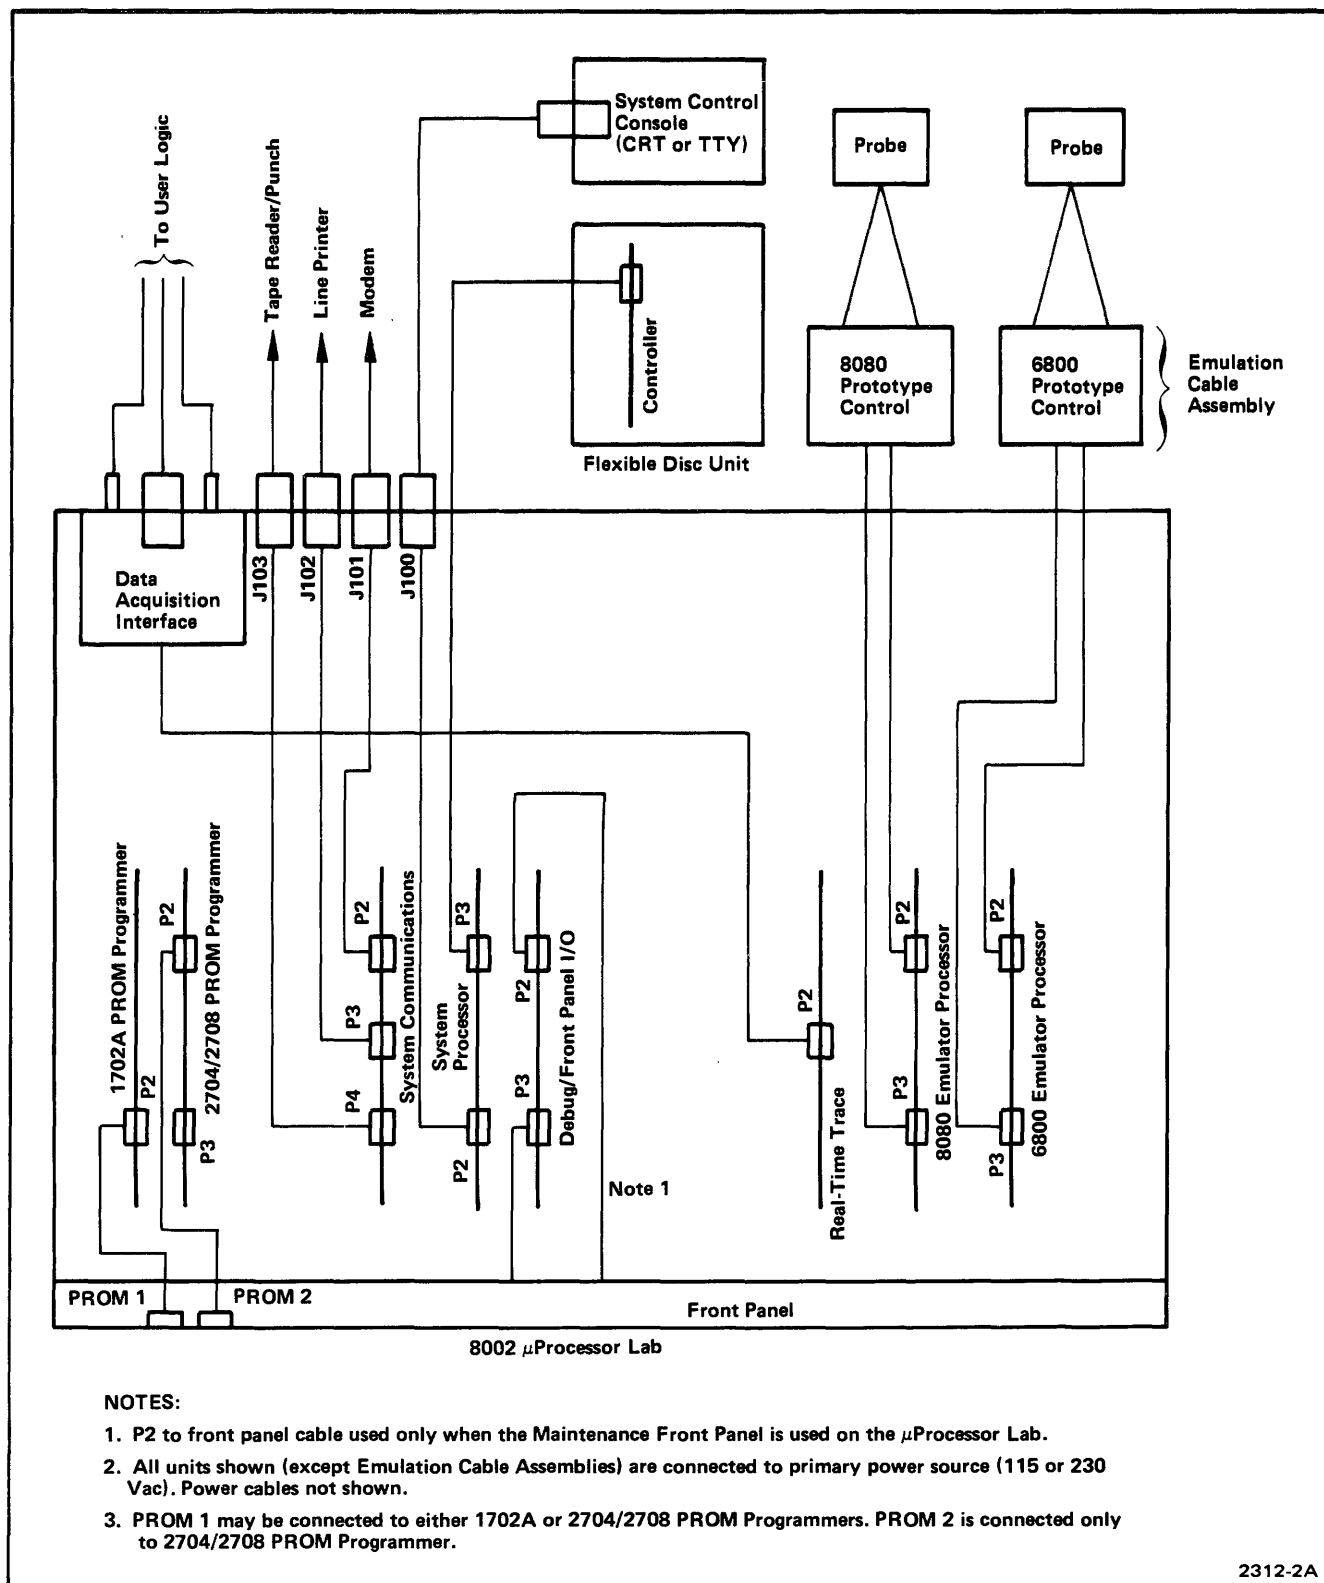 System Control
Console
(CRT or TTY)
Probe
Probe
To User Logic
Tape Reader/Punch
Line Printer
Modem
Controller
Flexible Disc Unit
8080
Prototype
Control
6800
Prototype
Control
Emulation
Cable
Assembly
Data
Acquisition
Interface
J103
J102
J101
J100
1702A PROM Programmer
P2
P2
2704/2708 PROM Programmer
P3
P2
P3
P4
System Communications
System
Processor
P3
P2
P2
P3
Debug/Front Panel I/O
Note 1
P2
Real-Time Trace
P2
P3
8080 Emulator Processor
P2
P3
6800 Emulator Processor
PROM 1
PROM 2
Front Panel
8002 μProcessor Lab
NOTES:
1. P2 to front panel cable used only when the Maintenance Front Panel is used on the μProcessor Lab.
2. All units shown (except Emulation Cable Assemblies) are connected to primary power source (115 or 230
Vac). Power cables not shown.
3. PROM 1 may be connected to either 1702A or 2704/2708 PROM Programmers. PROM 2 is connected only
to 2704/2708 PROM Programmer.
2312-2A